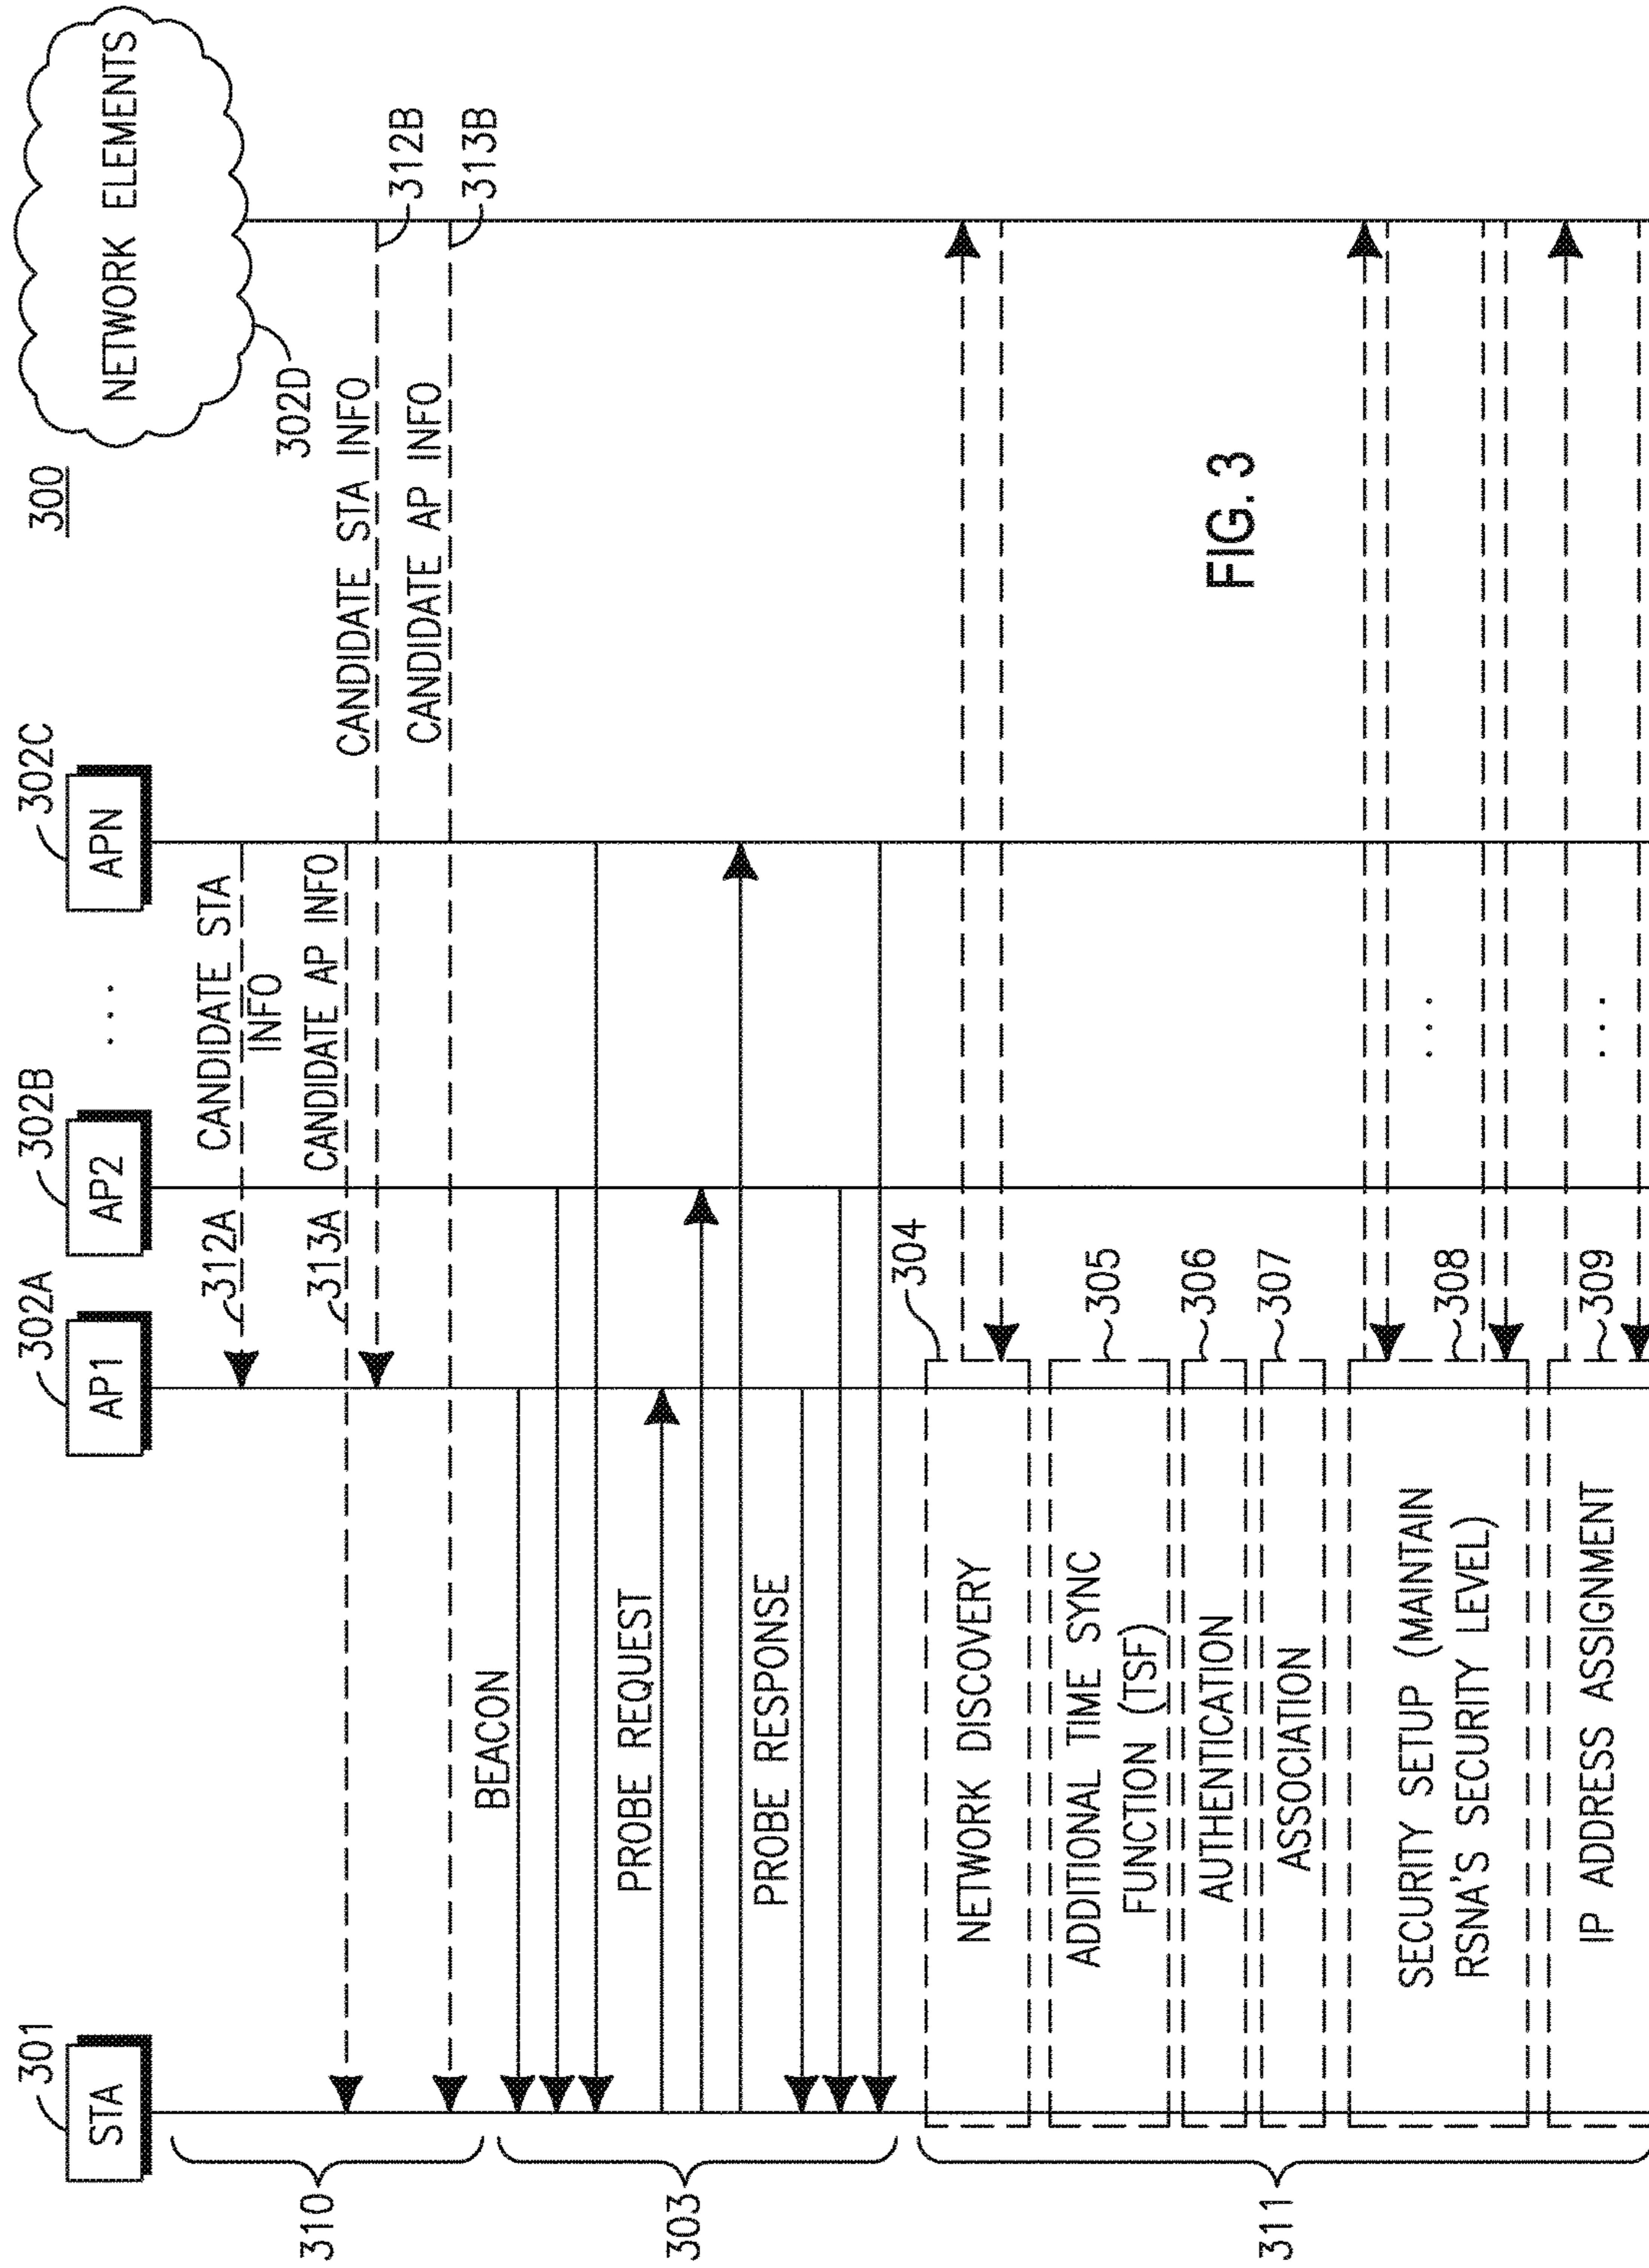 300
301
STA
302A
AP1
302B
AP2
. . .
302C
APN
NETWORK ELEMENTS
302D
310
312A
CANDIDATE STA
INFO
313A
CANDIDATE AP INFO
CANDIDATE STA INFO
312B
CANDIDATE AP INFO
313B
303
BEACON
PROBE REQUEST
PROBE RESPONSE
311
NETWORK DISCOVERY
304
ADDITIONAL TIME SYNC
FUNCTION (TSF)
305
AUTHENTICATION
306
ASSOCIATION
307
SECURITY SETUP (MAINTAIN
RSNA'S SECURITY LEVEL)
308
. . .
IP ADDRESS ASSIGNMENT
309
. . .
FIG. 3